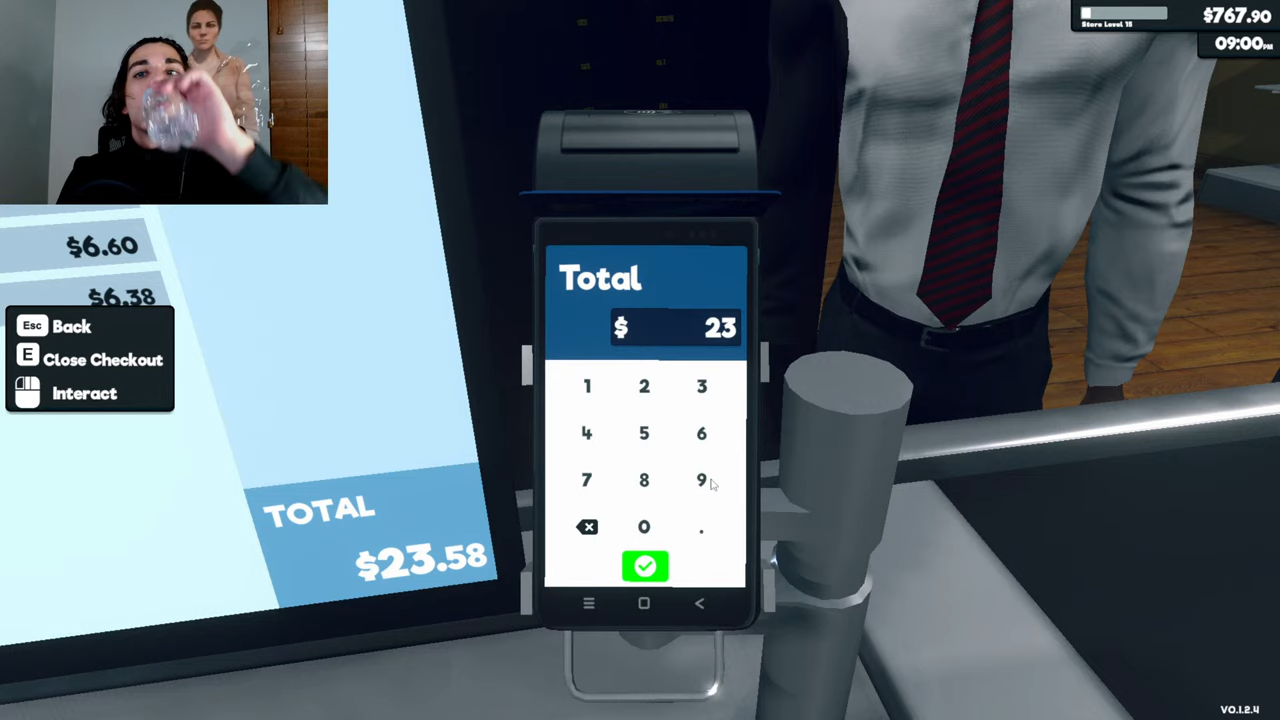 $767.90
Store Level 15
09:00PM
$6.60
$6.38
Esc Back
E Close Checkout
Interact
Total
$ 23
1 2 3
4 5 6
7 8 9
0 .
TOTAL
$23.58
V0.1.2.4